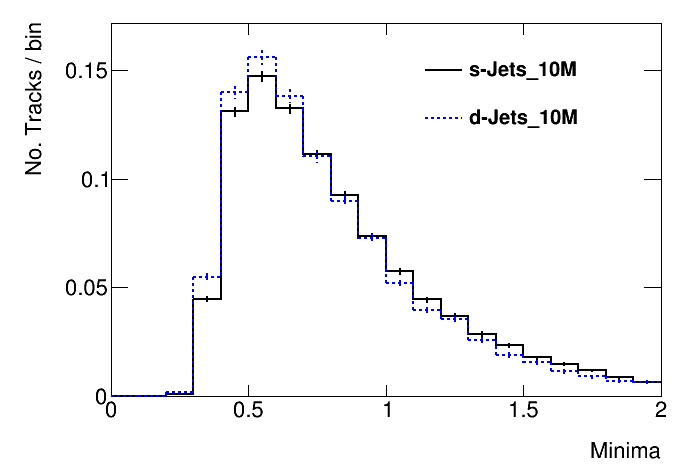 No. Tracks / bin
0.15
0.1
0.05
0
s-Jets_10M
d-Jets_10M
0 0.5 1 1.5 2
Minima